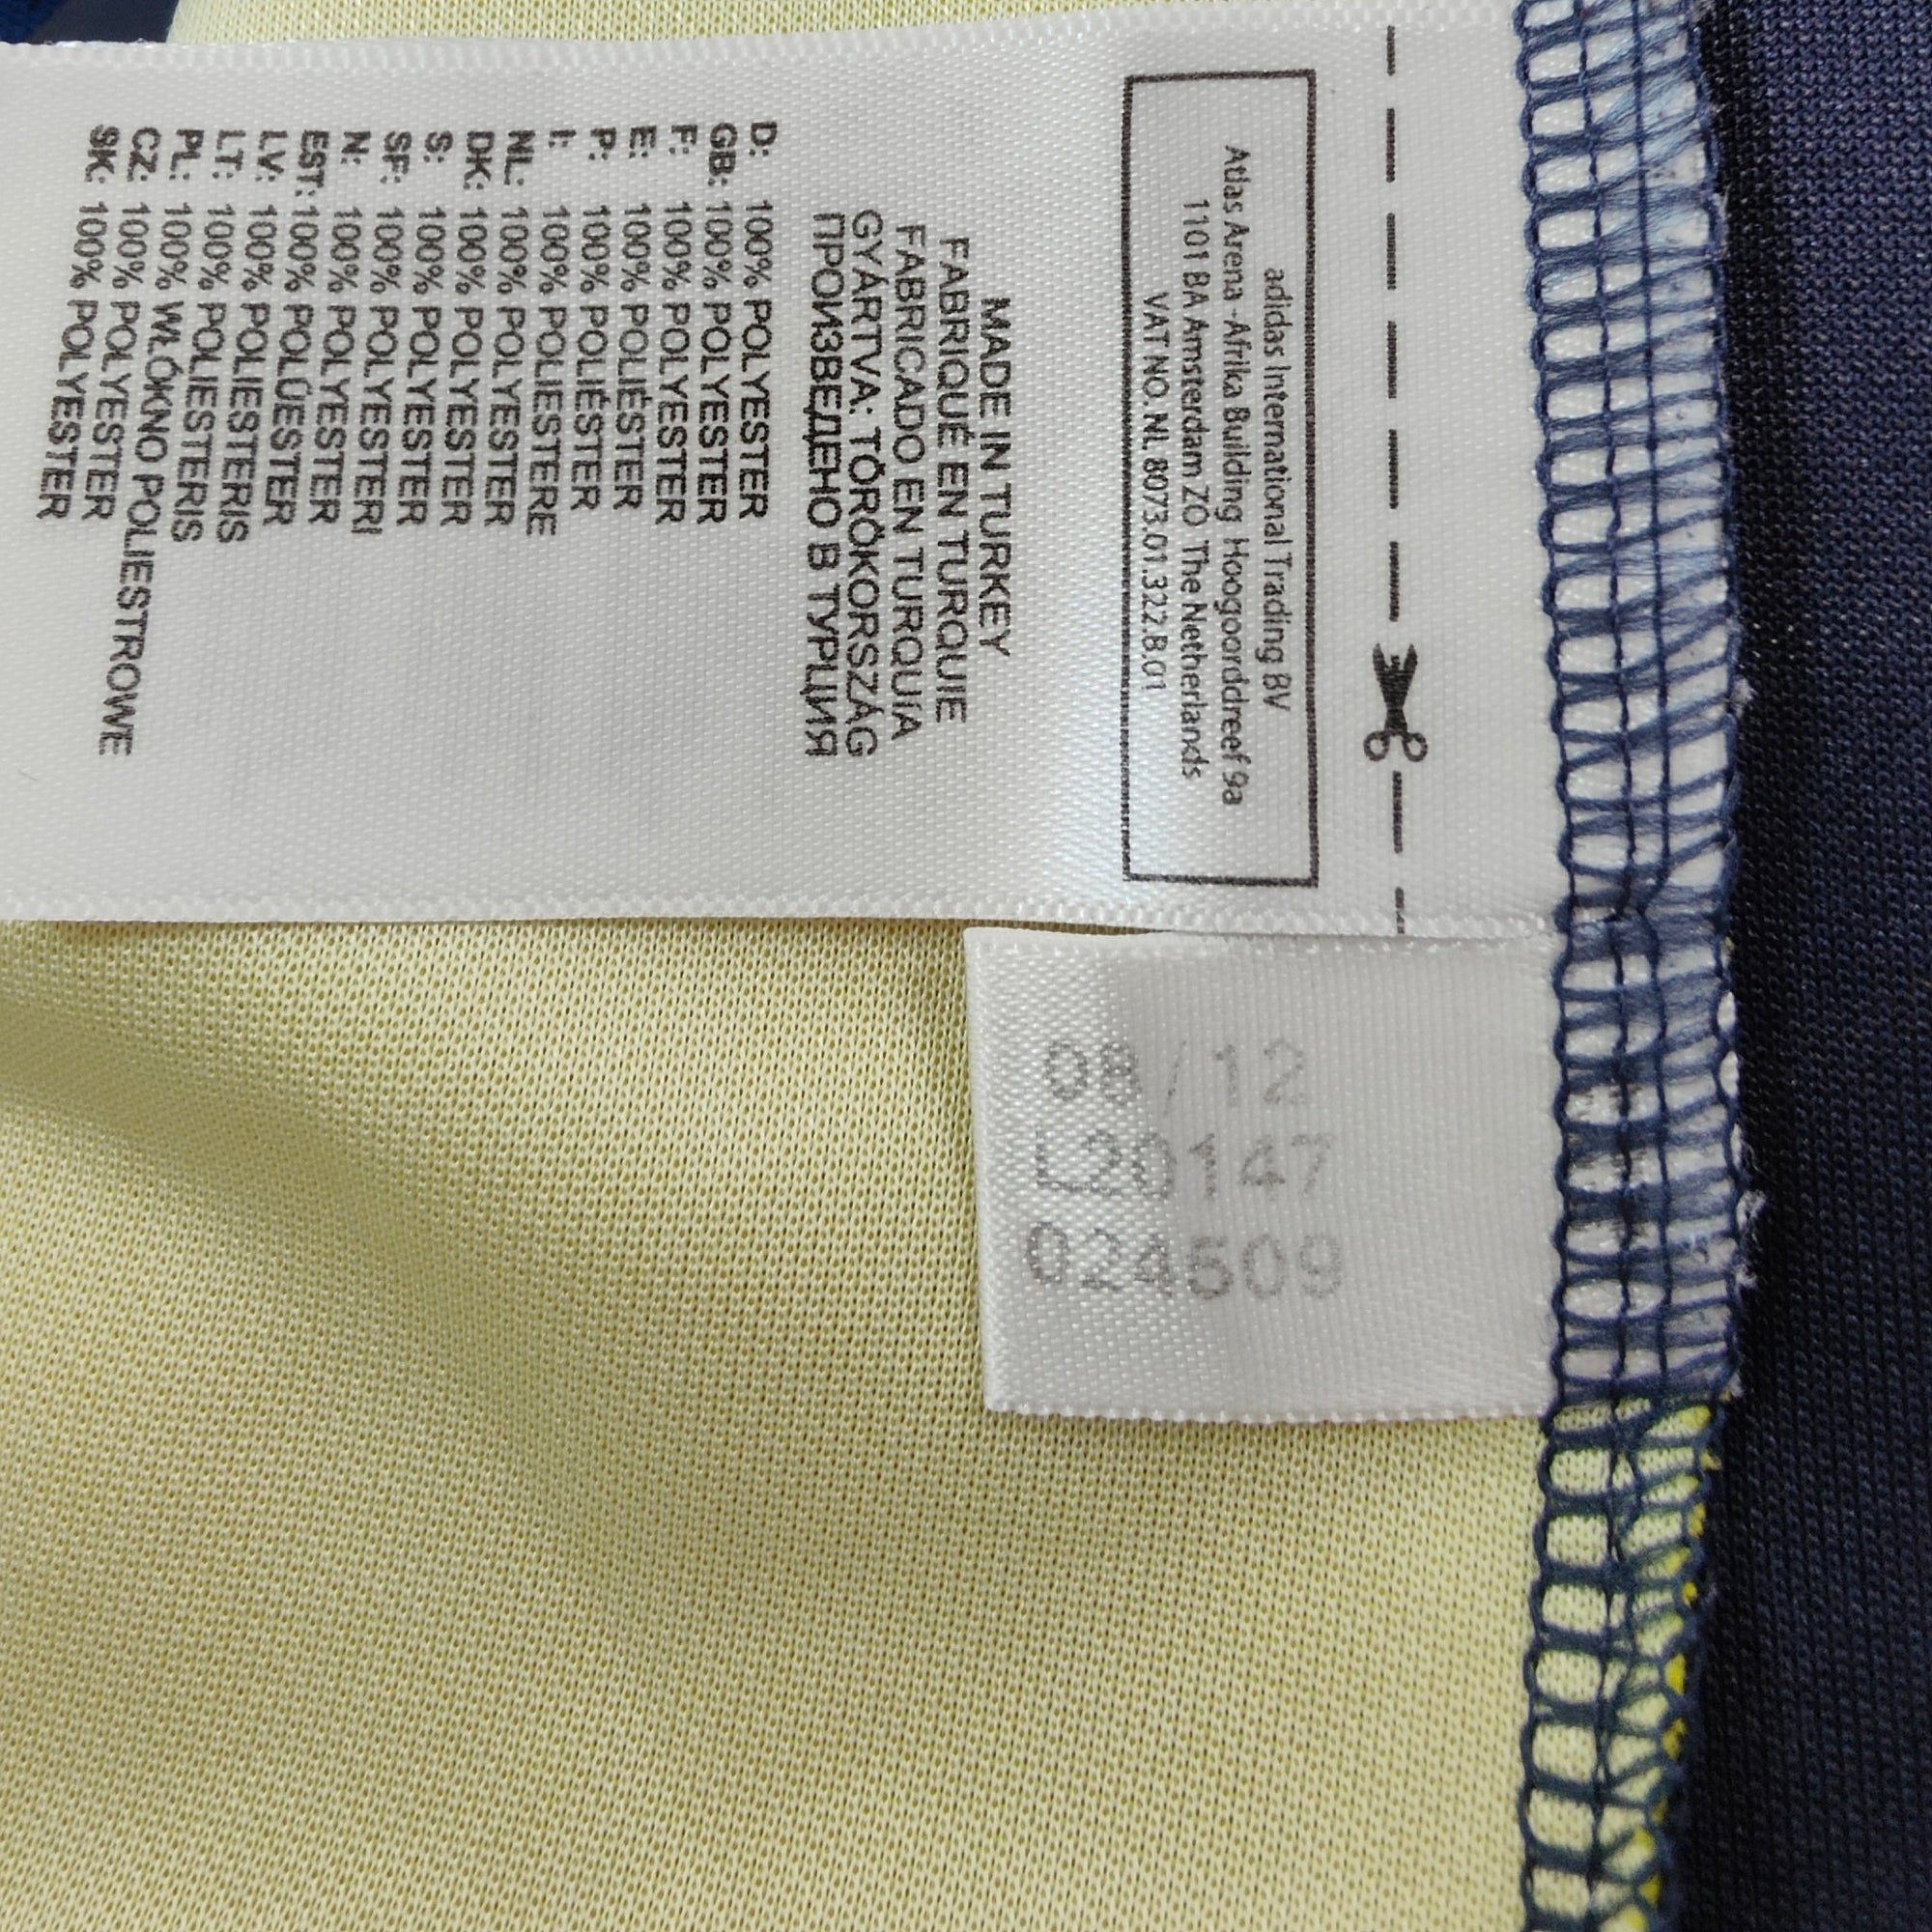 adidas International Trading BV
Atlas Arena -Afrika Building Hoogoorddreef 9a
1101 BA Amsterdam ZO The Netherlands
VAT NO. NL 8073.01.322.B.01
MADE IN TURKEY
FABRIQUÉ EN TURQUIE
FABRICADO EN TURQUIA
GYÁRTVA: TÖRÖKORSZÁG
ПРОИЗВЕДЕНО В ТУРЦИЯ
D: 100% POLYESTER
GB: 100% POLYESTER
F: 100% POLYESTER
E: 100% POLIÉSTER
P: 100% POLIÉSTER
I: 100% POLIESTERE
NL: 100% POLYESTER
DK: 100% POLYESTER
S: 100% POLYESTER
SF: 100% POLYESTERI
N: 100% POLYESTER
EST: 100% POLÜESTER
LV: 100% POLIESTERIS
LT: 100% POLIESTERIS
PL: 100% WŁÓKNO POLIESTROWE
CZ: 100% POLYESTER
SK: 100% POLYESTER
08/12
L20147
024509